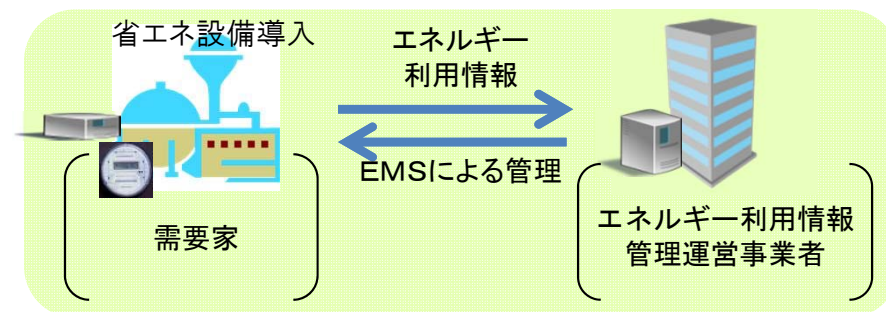 省エネ設備導入
エネルギー
利用情報
EMSによる管理
需要家
エネルギー利用情報
管理運営事業者